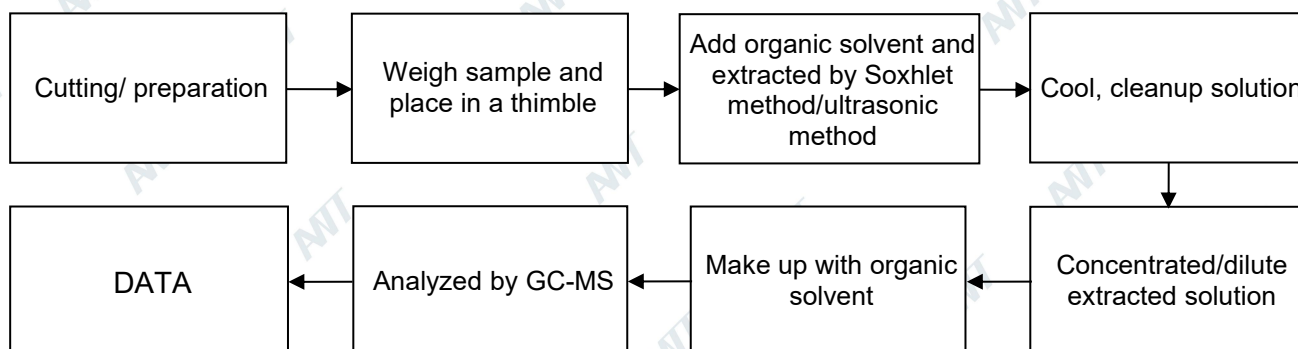 Cutting/ preparation
Weigh sample and
place in a thimble
Add organic solvent and
extracted by Soxhlet
method/ultrasonic
method
Cool, cleanup solution
Concentrated/dilute
extracted solution
Make up with organic
solvent
Analyzed by GC-MS
DATA